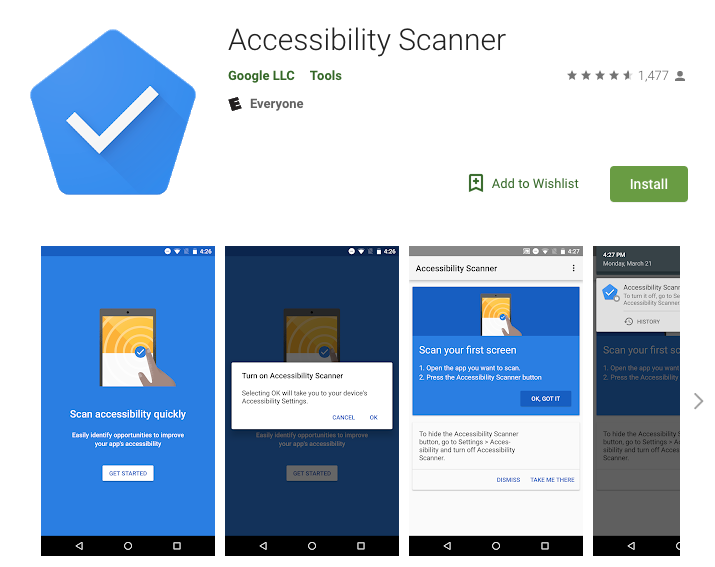 Accessibility Scanner
Google LLC Tools
1,477
E Everyone
Add to Wishlist
Install
4:26
Scan accessibility quickly
Easily identify opportunities to improve
your app's accessibility
GET STARTED
4:26
Turn on Accessibility Scanner
Selecting OK will take you to your device's
Accessibility Settings.
CANCEL OK
Easily identify opportunities to improve
your app's accessibility
GET STARTED
4:27
Accessibility Scanner
Scan your first screen
1. Open the app you want to scan.
2. Press the Accessibility Scanner button
OK, GOT IT
To hide the Accessibility Scanner
button, go to Settings > Acces-
sibility and turn off Accessibility
Scanner.
DISMISS TAKE ME THERE
4:27 PM
Monday, March 21
Accessibility Scann
To turn it off, go to Se
Accessibility Scanner
HISTORY
Scan your first s
1. Open the app you wa
2. Press the Accessibility
To hide the Accessib
button, go to Settings
sibility and turn off A
Scanner.